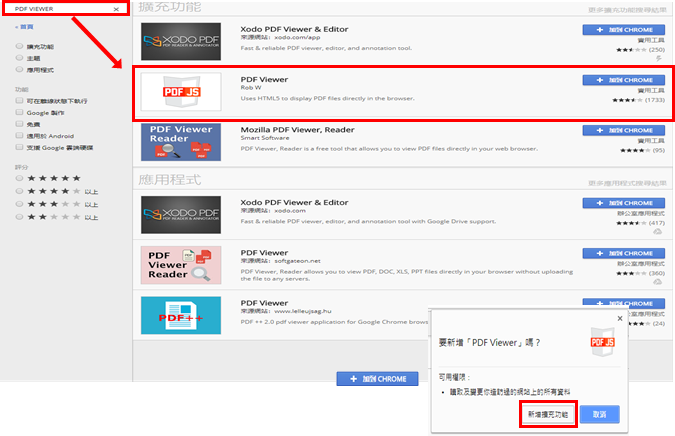 PDF VIEWER
×
« 首頁
擴充功能
主題
應用程式
功能
可在離線狀態下執行
Google 製作
免費
適用於 Android
支援 Google 雲端硬碟
評分
以上
以上
以上
擴充功能
更多擴充功能搜尋結果
XODO PDF
PDF READER & ANNOTATOR
Xodo PDF Viewer & Editor
來源網站：xodo.com/app
Fast & reliable PDF viewer, editor, and annotation tool.
+ 加到 CHROME
實用工具
(250)
PDF JS
PDF Viewer
Rob W
Uses HTML5 to display PDF files directly in the browser.
+ 加到 CHROME
實用工具
(1733)
PDF Viewer
Reader
Mozilla PDF Viewer, Reader
Smart Software
PDF Viewer, Reader is a free tool that allows you to view PDF files directly in your web browser.
+ 加到 CHROME
實用工具
(95)
應用程式
更多應用程式搜尋結果
XODO PDF
PDF READER & ANNOTATOR
Xodo PDF Viewer & Editor
來源網站：xodo.com
Fast & reliable PDF viewer, editor, and annotation tool with Google Drive support.
+ 加到 CHROME
辦公室應用程式
(417)
PDF Viewer
Reader
PDF Viewer
來源網站：softgateon.net
PDF Viewer, Reader allows you to view PDF, DOC, XLS, PPT files directly in your browser without uploading
the file to any servers.
+ 加到 CHROME
辦公室應用程式
(360)
PDF++
PDF Viewer
來源網站：www.lelleujsag.hu
PDF ++ 2.0 pdf viewer application for Google Chrome brows
+ 加到 CHROME
(24)
+ 加到 CHROME
×
要新增「PDF Viewer」嗎？
PDF JS
可用權限：
• 讀取及變更你造訪過的網站上的所有資料
新增擴充功能
取消